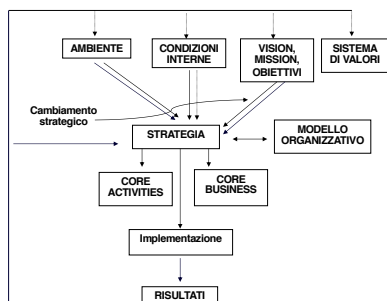 AMBIENTE
CONDIZIONI
INTERNE
VISION,
MISSION,
OBIETTIVI
SISTEMA
DI VALORI
Cambiamento
strategico
STRATEGIA
MODELLO
ORGANIZZATIVO
CORE
ACTIVITIES
CORE
BUSINESS
Implementazione
RISULTATI